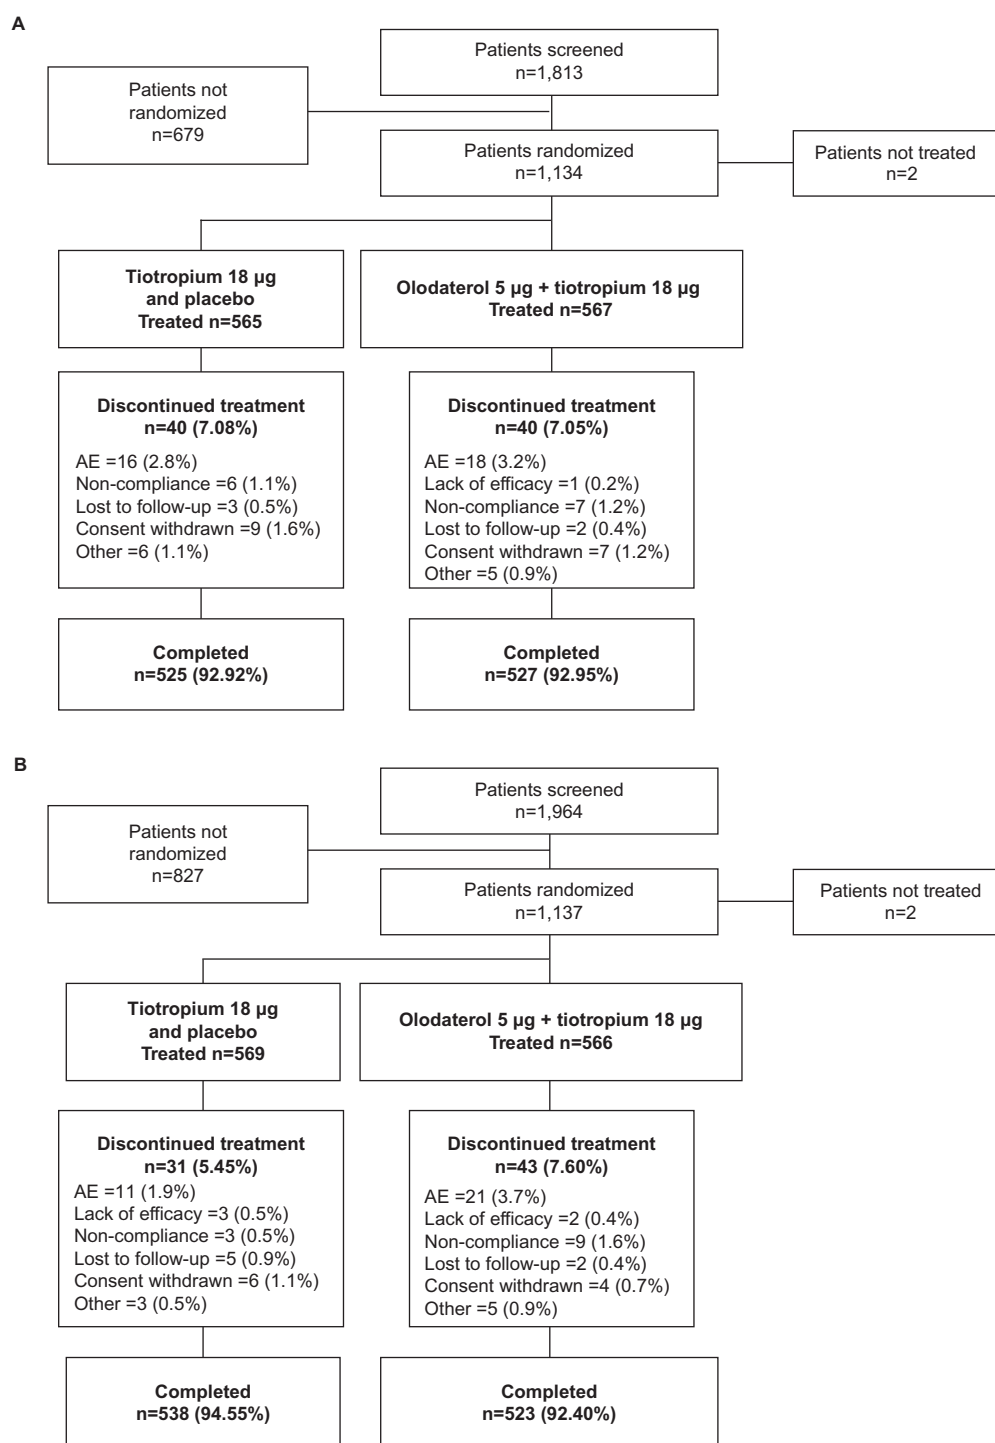 A
Patients screened
n=1,813
Patients not
randomized
n=679
Patients randomized
n=1,134
Patients not treated
n=2
Tiotropium 18 µg
and placebo
Treated n=565
Olodaterol 5 µg + tiotropium 18 µg
Treated n=567
Discontinued treatment
n=40 (7.08%)
AE =16 (2.8%)
Non-compliance =6 (1.1%)
Lost to follow-up =3 (0.5%)
Consent withdrawn =9 (1.6%)
Other =6 (1.1%)
Discontinued treatment
n=40 (7.05%)
AE =18 (3.2%)
Lack of efficacy =1 (0.2%)
Non-compliance =7 (1.2%)
Lost to follow-up =2 (0.4%)
Consent withdrawn =7 (1.2%)
Other =5 (0.9%)
Completed
n=525 (92.92%)
Completed
n=527 (92.95%)
B
Patients screened
n=1,964
Patients not
randomized
n=827
Patients randomized
n=1,137
Patients not treated
n=2
Tiotropium 18 µg
and placebo
Treated n=569
Olodaterol 5 µg + tiotropium 18 µg
Treated n=566
Discontinued treatment
n=31 (5.45%)
AE =11 (1.9%)
Lack of efficacy =3 (0.5%)
Non-compliance =3 (0.5%)
Lost to follow-up =5 (0.9%)
Consent withdrawn =6 (1.1%)
Other =3 (0.5%)
Discontinued treatment
n=43 (7.60%)
AE =21 (3.7%)
Lack of efficacy =2 (0.4%)
Non-compliance =9 (1.6%)
Lost to follow-up =2 (0.4%)
Consent withdrawn =4 (0.7%)
Other =5 (0.9%)
Completed
n=538 (94.55%)
Completed
n=523 (92.40%)